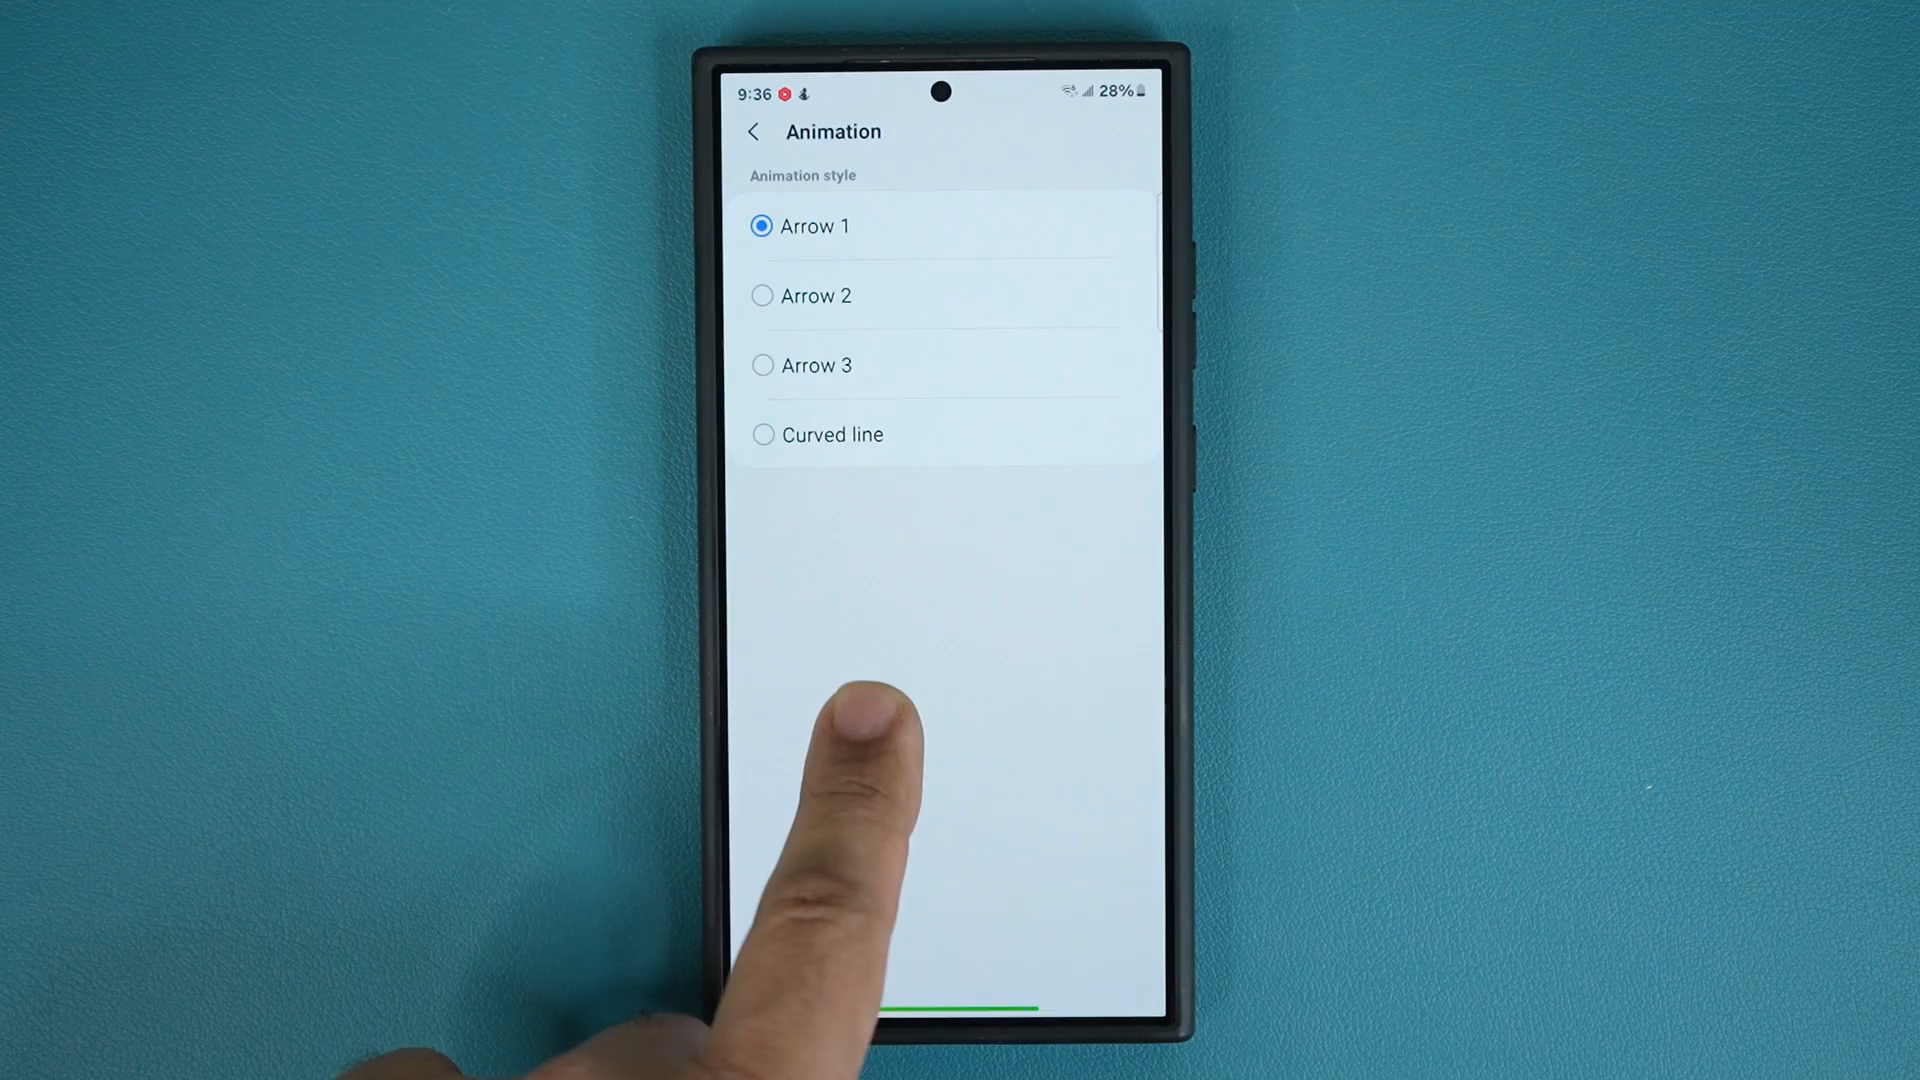 9:36
28%
Animation
Animation style
Arrow 1
Arrow 2
Arrow 3
Curved line